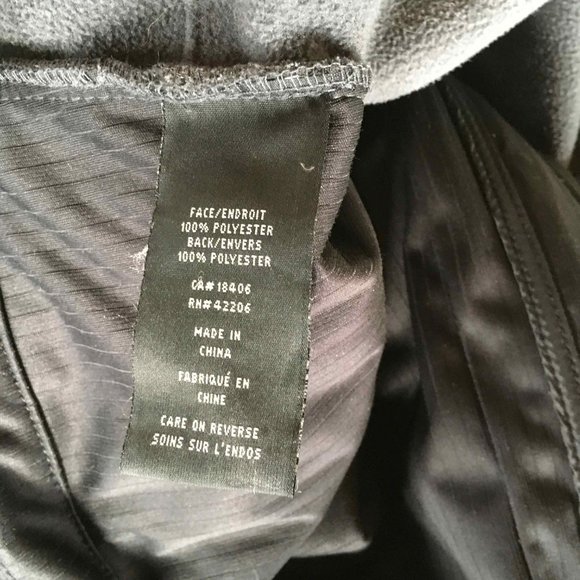 FACE/ENDROIT
100% POLYESTER
BACK/ENVERS
100% POLYESTER
CA# 18406
RN# 42206
MADE IN
CHINA
FABRIQUÉ EN
CHINE
CARE ON REVERSE
SOINS SUR L'ENDOS